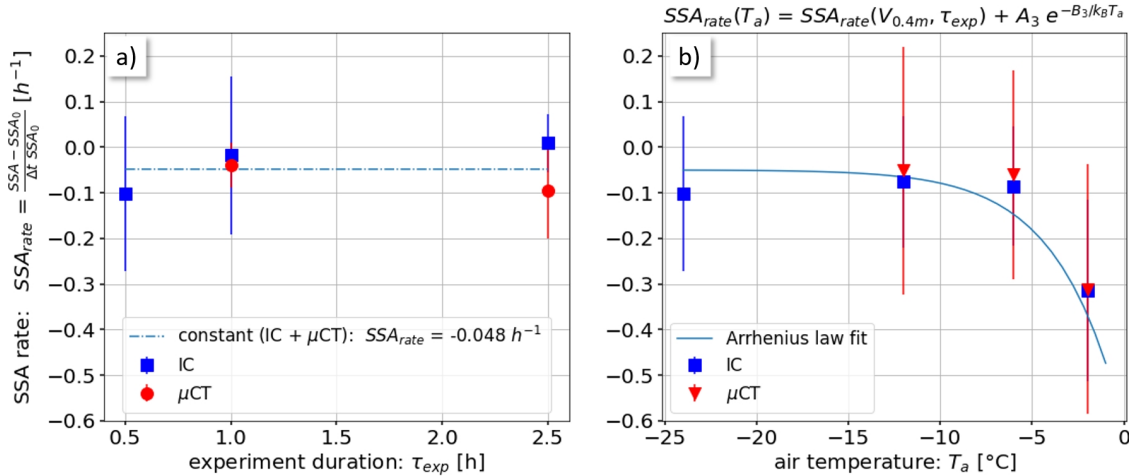 SSA_rate(T_a) = SSA_rate(V_0.4m, τ_exp) + A_3 e^{-B_3/k_BT_a}
a)
b)
SSA rate: SSA_rate = (SSA−SSA_0)/(Δt SSA_0) [h^{-1}]
0.2
0.1
0.0
−0.1
−0.2
−0.3
−0.4
−0.5
−0.6
constant (IC + μCT): SSA_rate = -0.048 h^{-1}
IC
μCT
0.5 1.0 1.5 2.0 2.5
experiment duration: τ_exp [h]
0.2
0.1
0.0
−0.1
−0.2
−0.3
−0.4
−0.5
−0.6
Arrhenius law fit
IC
μCT
−25 −20 −15 −10 −5 0
air temperature: T_a [°C]